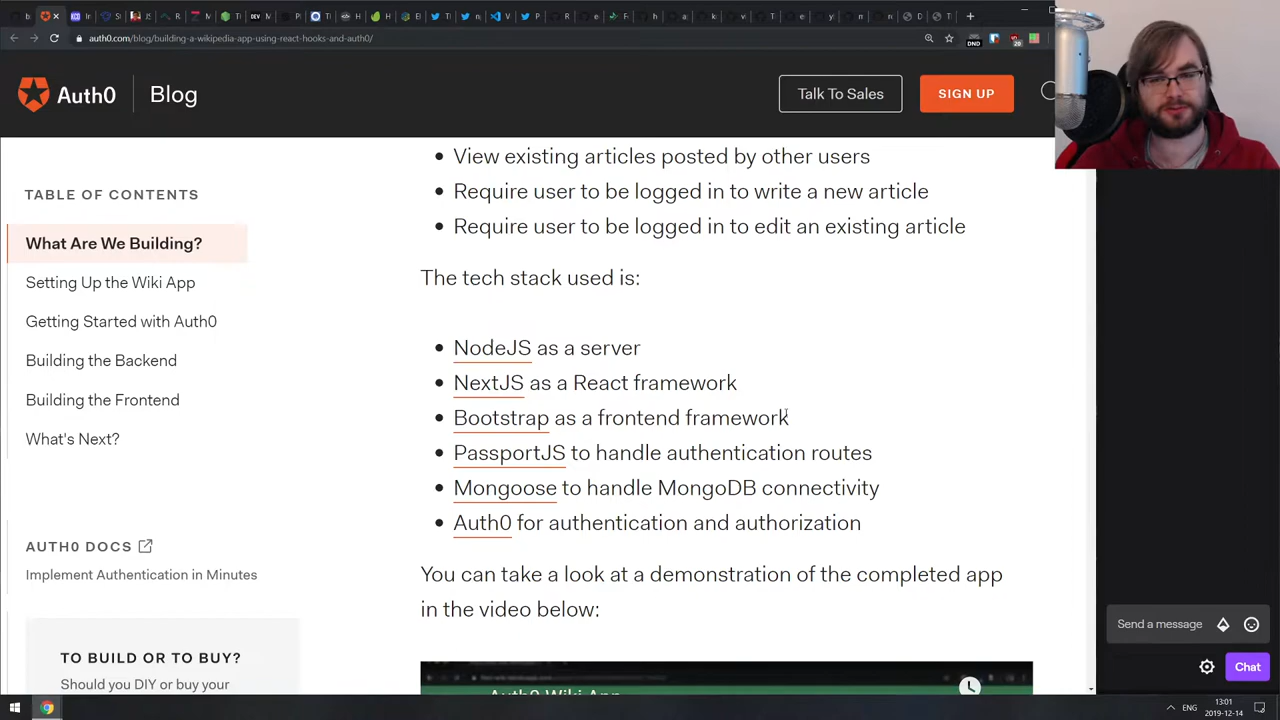 auth0.com/blog/building-a-wikipedia-app-using-react-hooks-and-auth0/
DND
20
Auth0
Blog
Talk To Sales
SIGN UP
TABLE OF CONTENTS
What Are We Building?
Setting Up the Wiki App
Getting Started with Auth0
Building the Backend
Building the Frontend
What's Next?
AUTH0 DOCS
Implement Authentication in Minutes
TO BUILD OR TO BUY?
Should you DIY or buy your
• View existing articles posted by other users
• Require user to be logged in to write a new article
• Require user to be logged in to edit an existing article
The tech stack used is:
• NodeJS as a server
• NextJS as a React framework
• Bootstrap as a frontend framework
• PassportJS to handle authentication routes
• Mongoose to handle MongoDB connectivity
• Auth0 for authentication and authorization
You can take a look at a demonstration of the completed app
in the video below:
Auth0 Wiki App
Send a message
Chat
ENG
13:01
2019-12-14